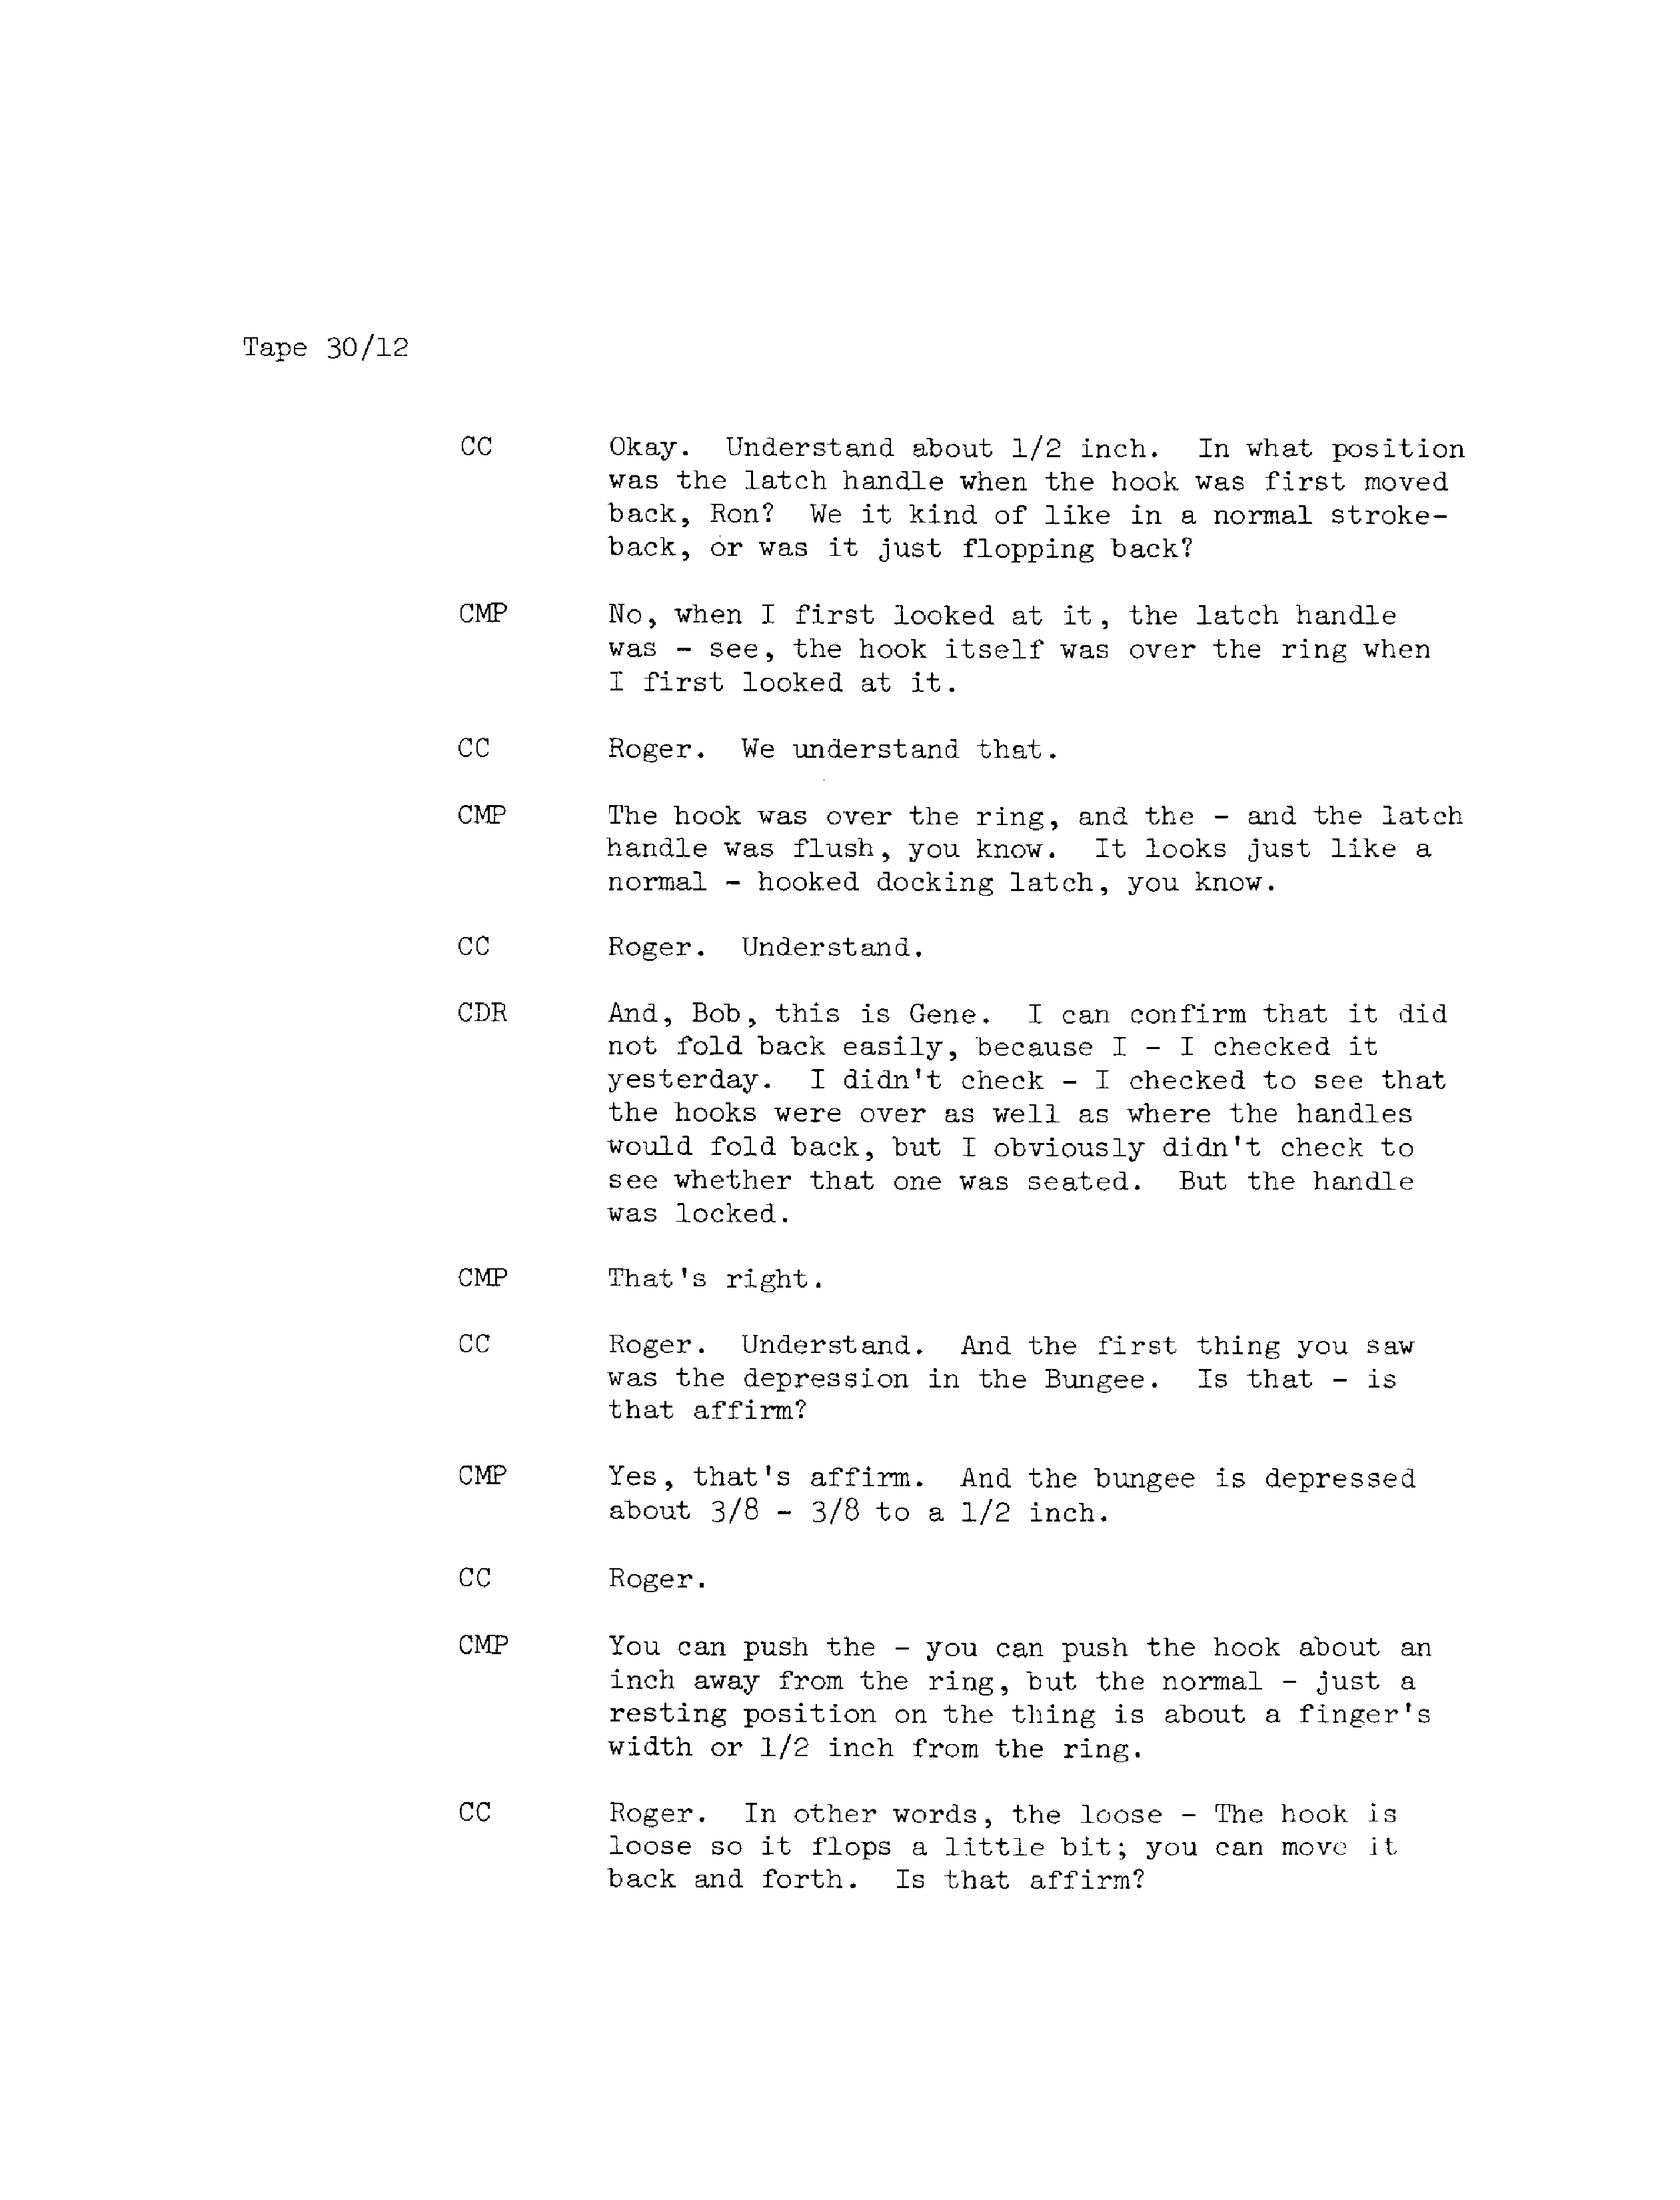 Tape 30/12
CC Okay. Understand about 1/2 inch. In what position
was the latch handle when the hook was first moved
back, Ron? We it kind of like in a normal stroke-
back, or was it just flopping back?
CMP No, when I first looked at it, the latch handle
was - see, the hook itself was over the ring when
I first looked at it.
CC Roger. We understand that.
CMP The hook was over the ring, and the - and the latch
handle was flush, you know. It looks just like a
normal - hooked docking latch, you know.
CC Roger. Understand.
CDR And, Bob, this is Gene. I can confirm that it did
not fold back easily, because I - I checked it
yesterday. I didn't check - I checked to see that
the hooks were over as well as where the handles
would fold back, but I obviously didn't check to
see whether that one was seated. But the handle
was locked.
CMP That's right.
CC Roger. Understand. And the first thing you saw
was the depression in the Bungee. Is that - is
that affirm?
CMP Yes, that's affirm. And the bungee is depressed
about 3/8 - 3/8 to a 1/2 inch.
CC Roger.
CMP You can push the - you can push the hook about an
inch away from the ring, but the normal - just a
resting position on the thing is about a finger's
width or 1/2 inch from the ring.
CC Roger. In other words, the loose - The hook is
loose so it flops a little bit; you can move it
back and forth. Is that affirm?